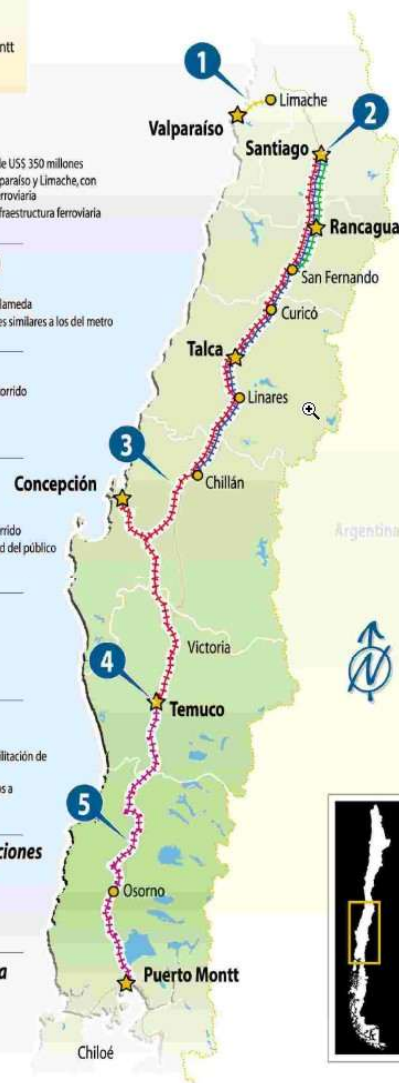 ntt
1
Limache
Valparaíso
2
Santiago
de US$ 350 millones
paraíso y Limache, con
erroviaria
fraestructura ferroviaria
Rancagua
San Fernando
lameda
es similares a los del metro
Curicó
Talca
orrido
Linares
3
Chillán
Concepción
rrido
d del público
Argentina
Victoria
N
4
Temuco
ilitación de
os a
5
ciones
Osorno
a
Puerto Montt
Chiloé